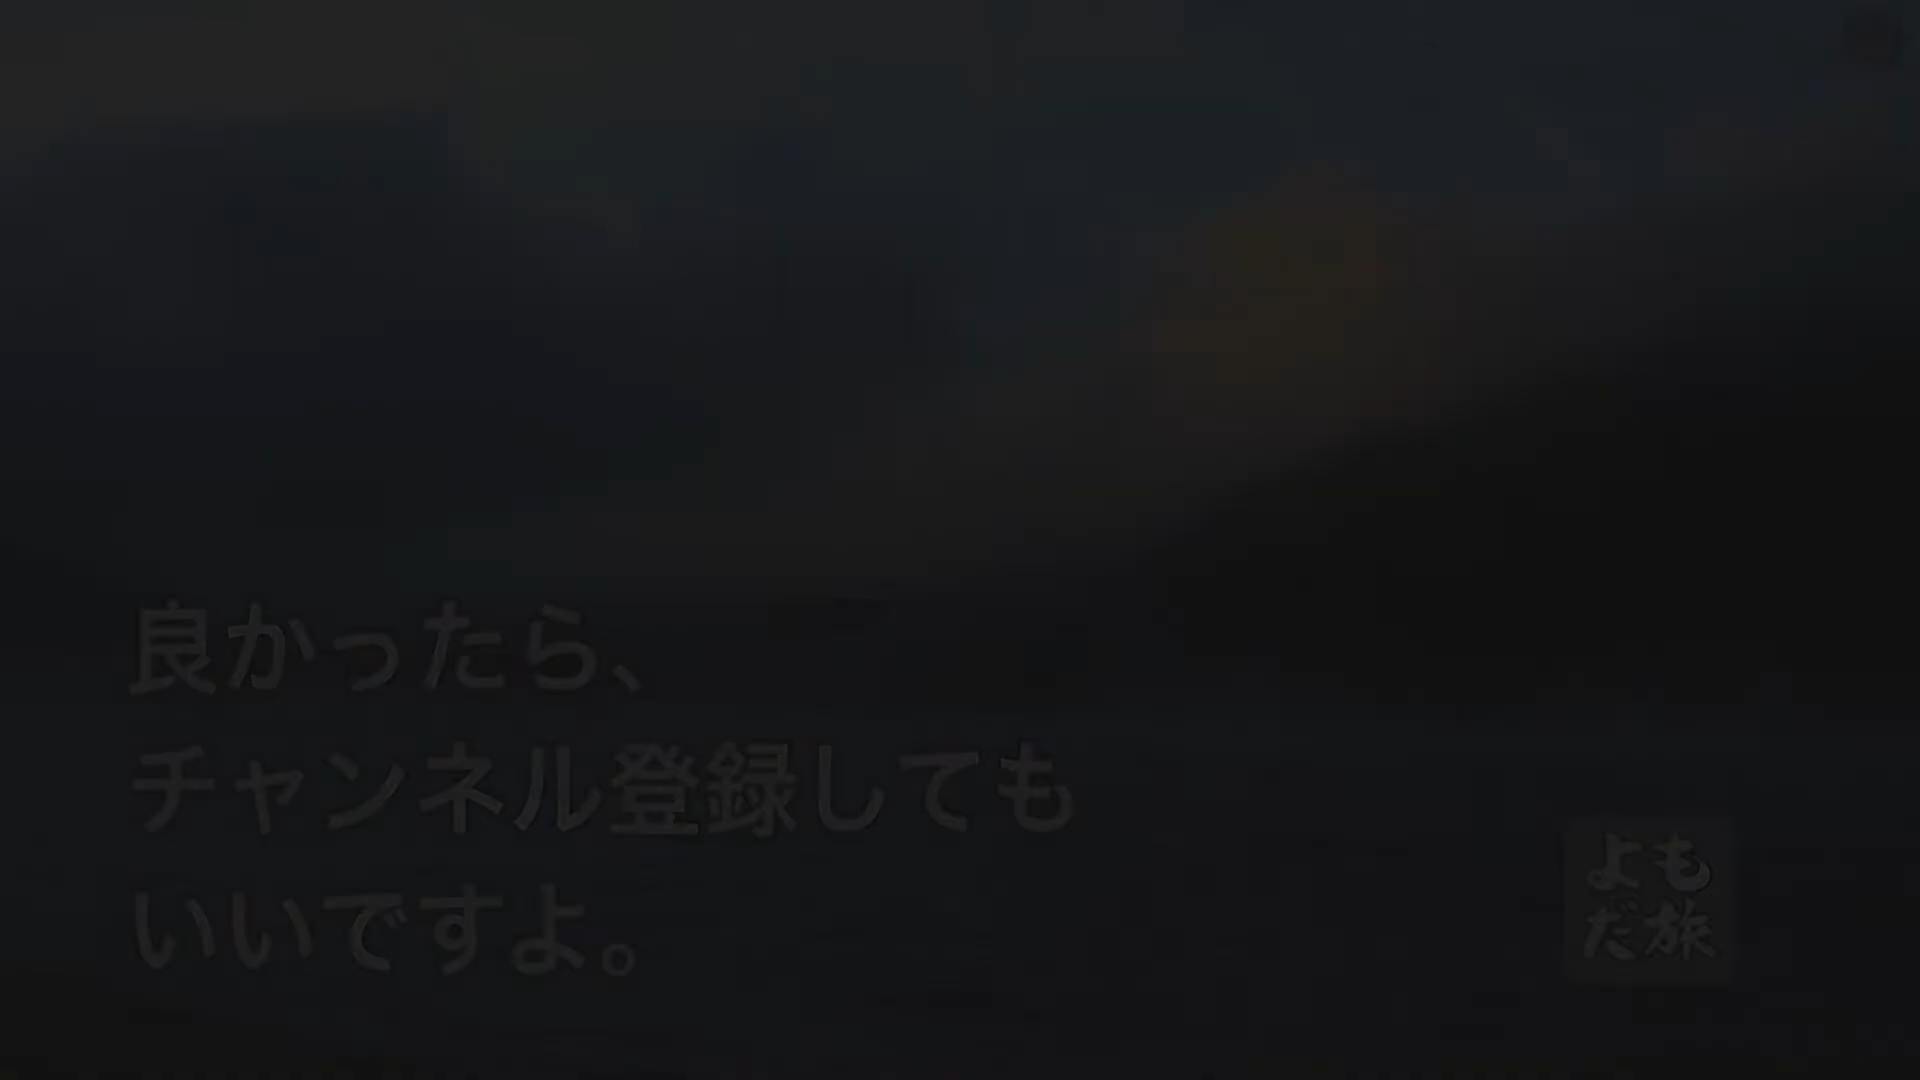 良かったら、
チャンネル登録しても
いいですよ。
よも
だ旅